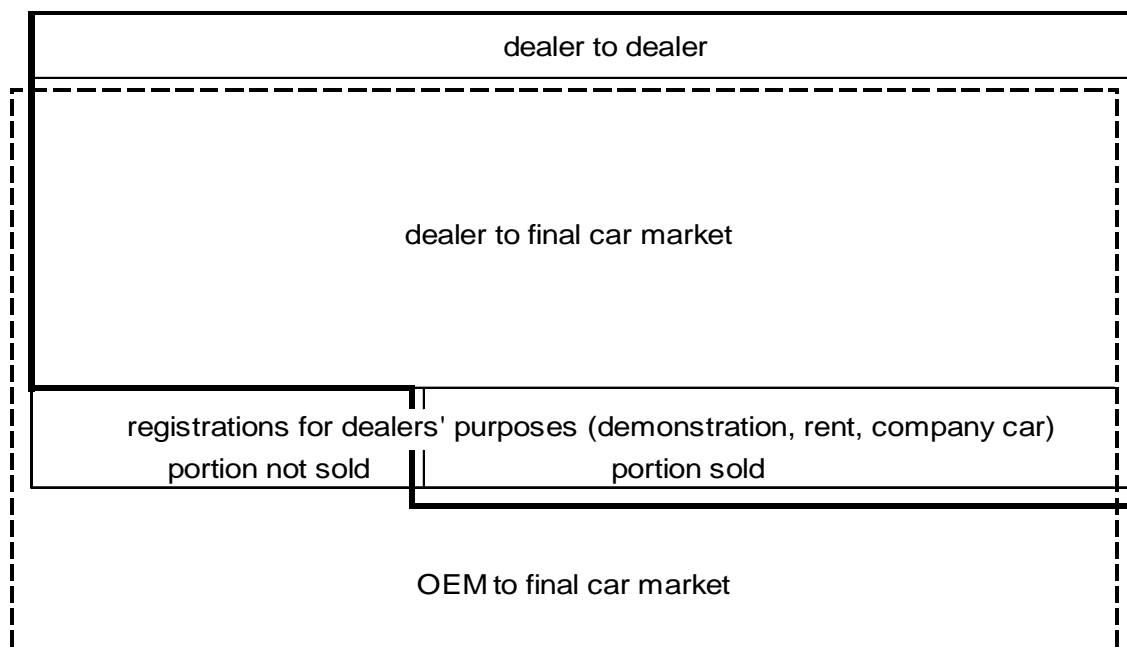 dealer to dealer
dealer to final car market
registrations for dealers' purposes (demonstration, rent, company car)
portion not sold portion sold
OEM to final car market